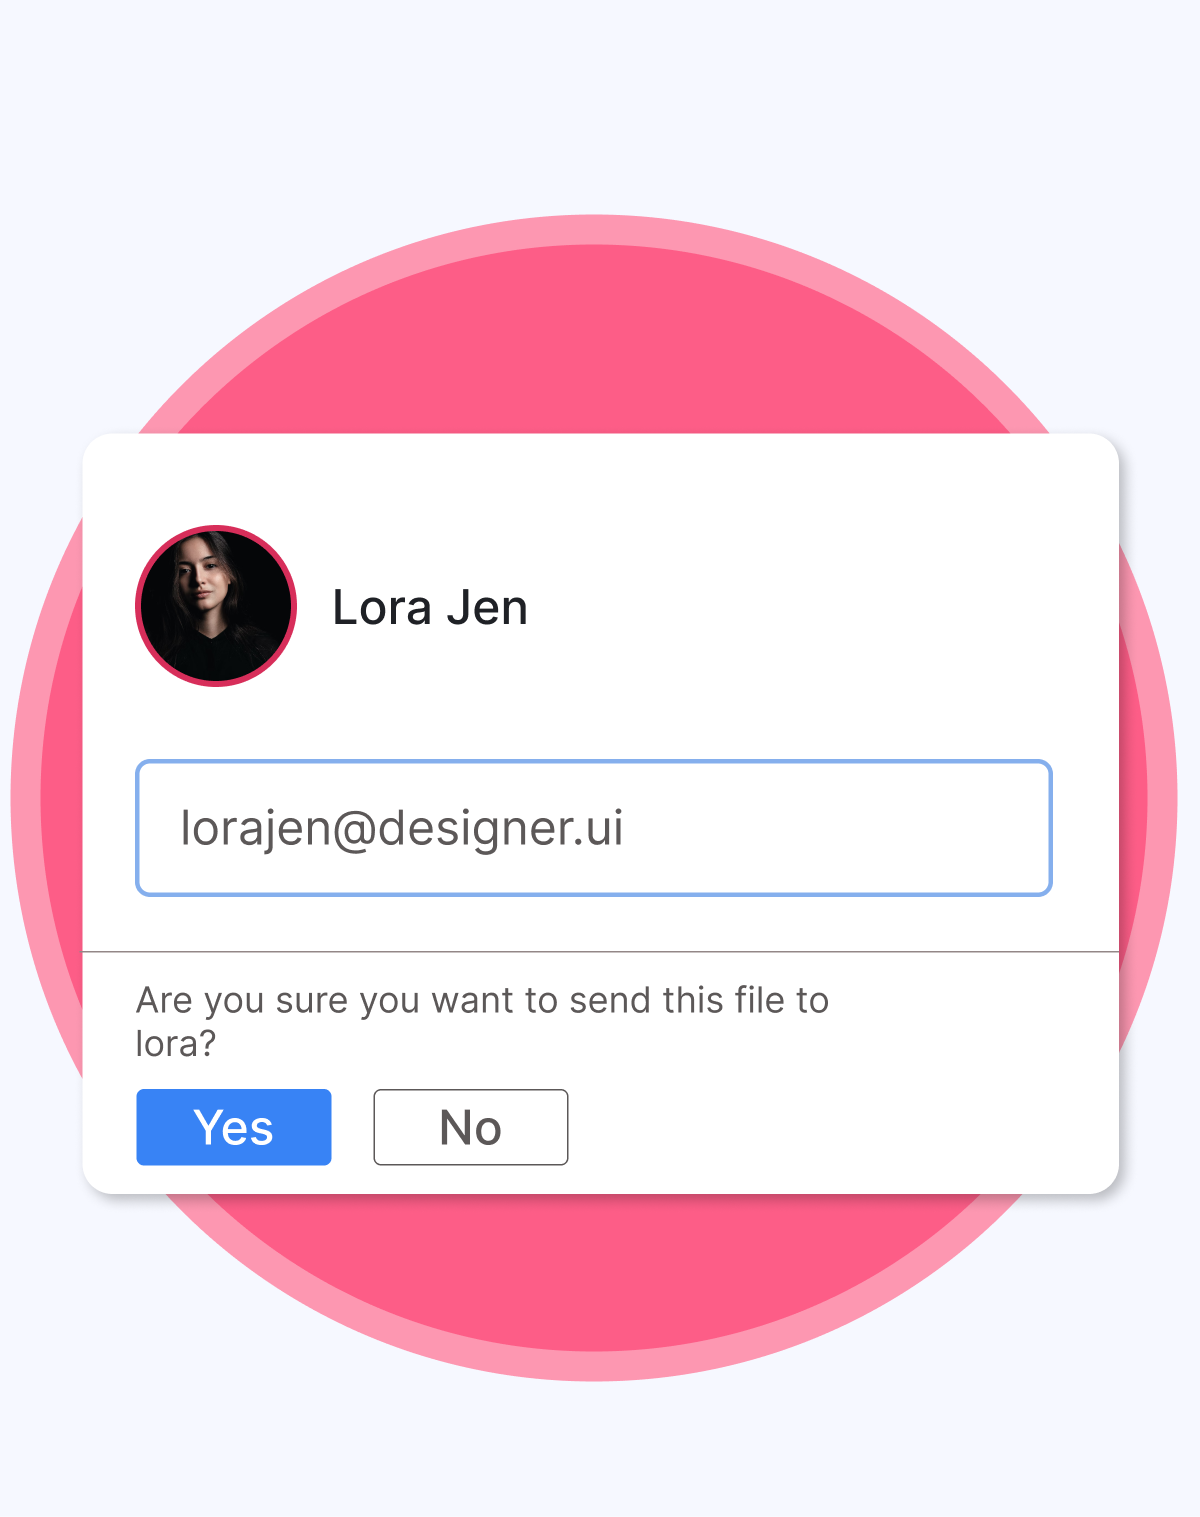 Lora Jen
lorajen@designer.ui
Are you sure you want to send this file to
lora?
Yes
No